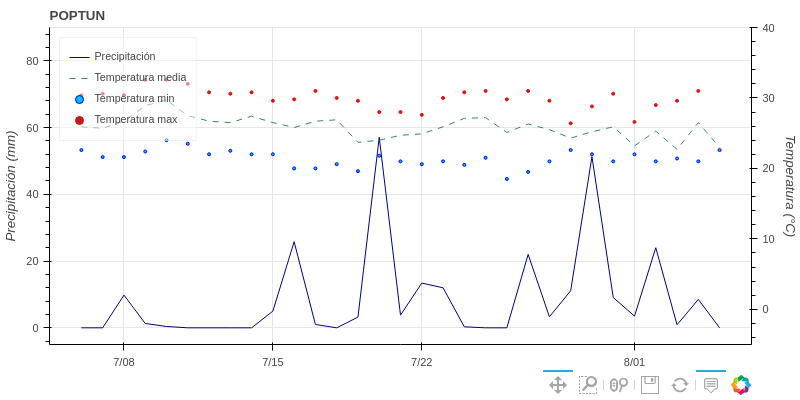 POPTUN
Precipitación
Temperatura media
Temperatura min
Temperatura max
Precipitación (mm)
80
60
40
20
0
Temperatura (°C)
40
30
20
10
0
7/08
7/15
7/22
8/01